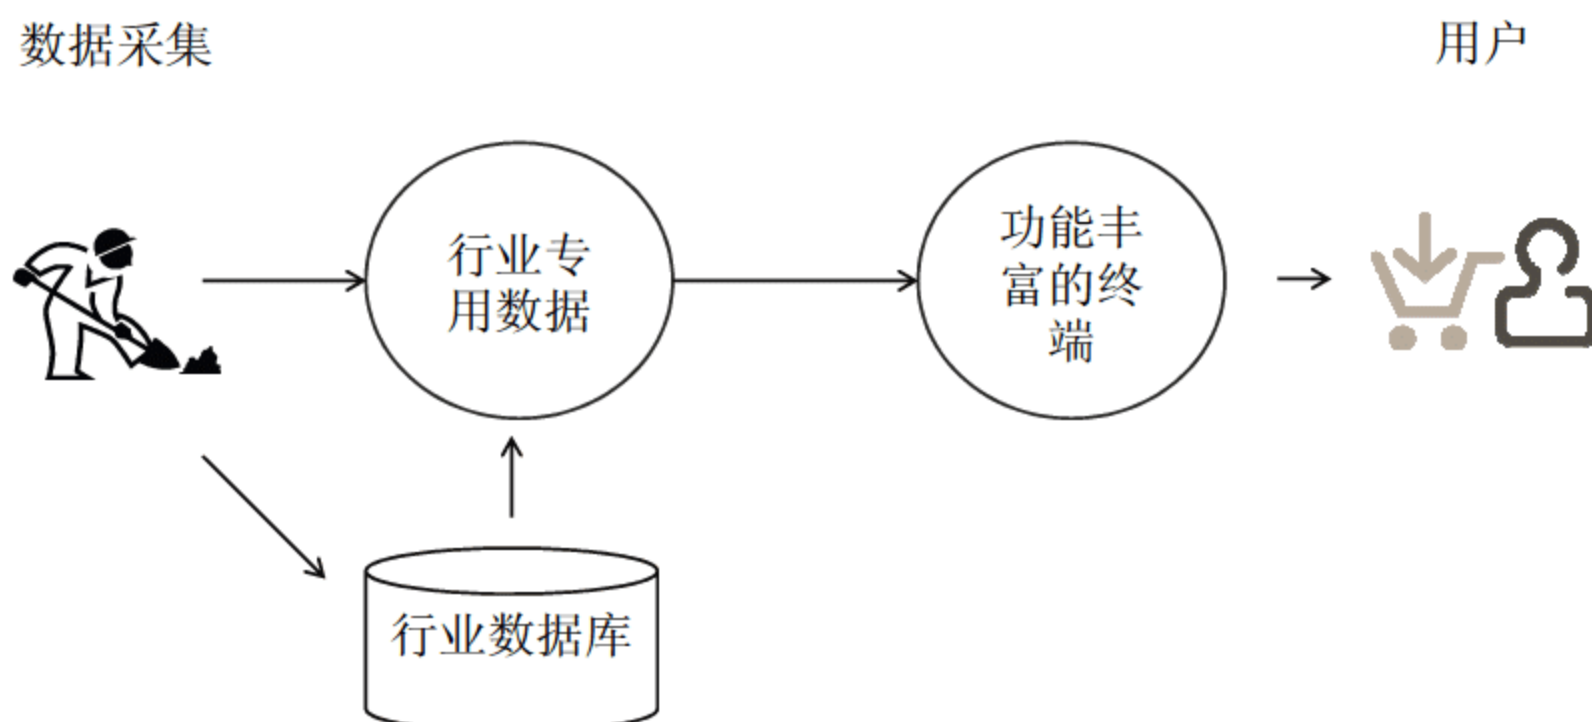 数据采集
用户
行业专
用数据
功能丰
富的终
端
行业数据库